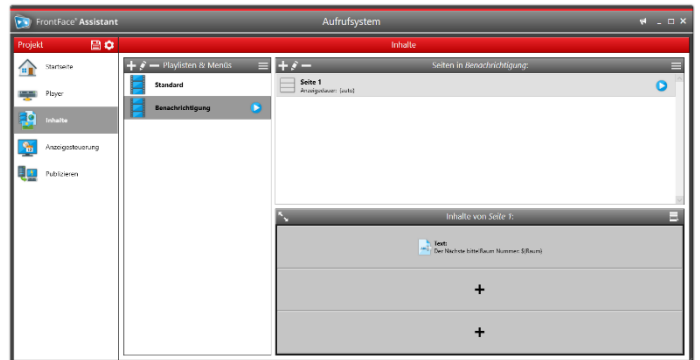 FrontFace® Assistant
Aufrufsystem
Projekt
Inhalte
Startseite
Player
Inhalte
Anzeigesteuerung
Publizieren
Playlisten & Menüs
Standard
Benachrichtigung
Seiten in Benachrichtigung:
Seite 1
Anzeigedauer: (auto)
Inhalte von Seite 1:
Text:
Der Nächste bitte!Raum Nummer: $(Raum)